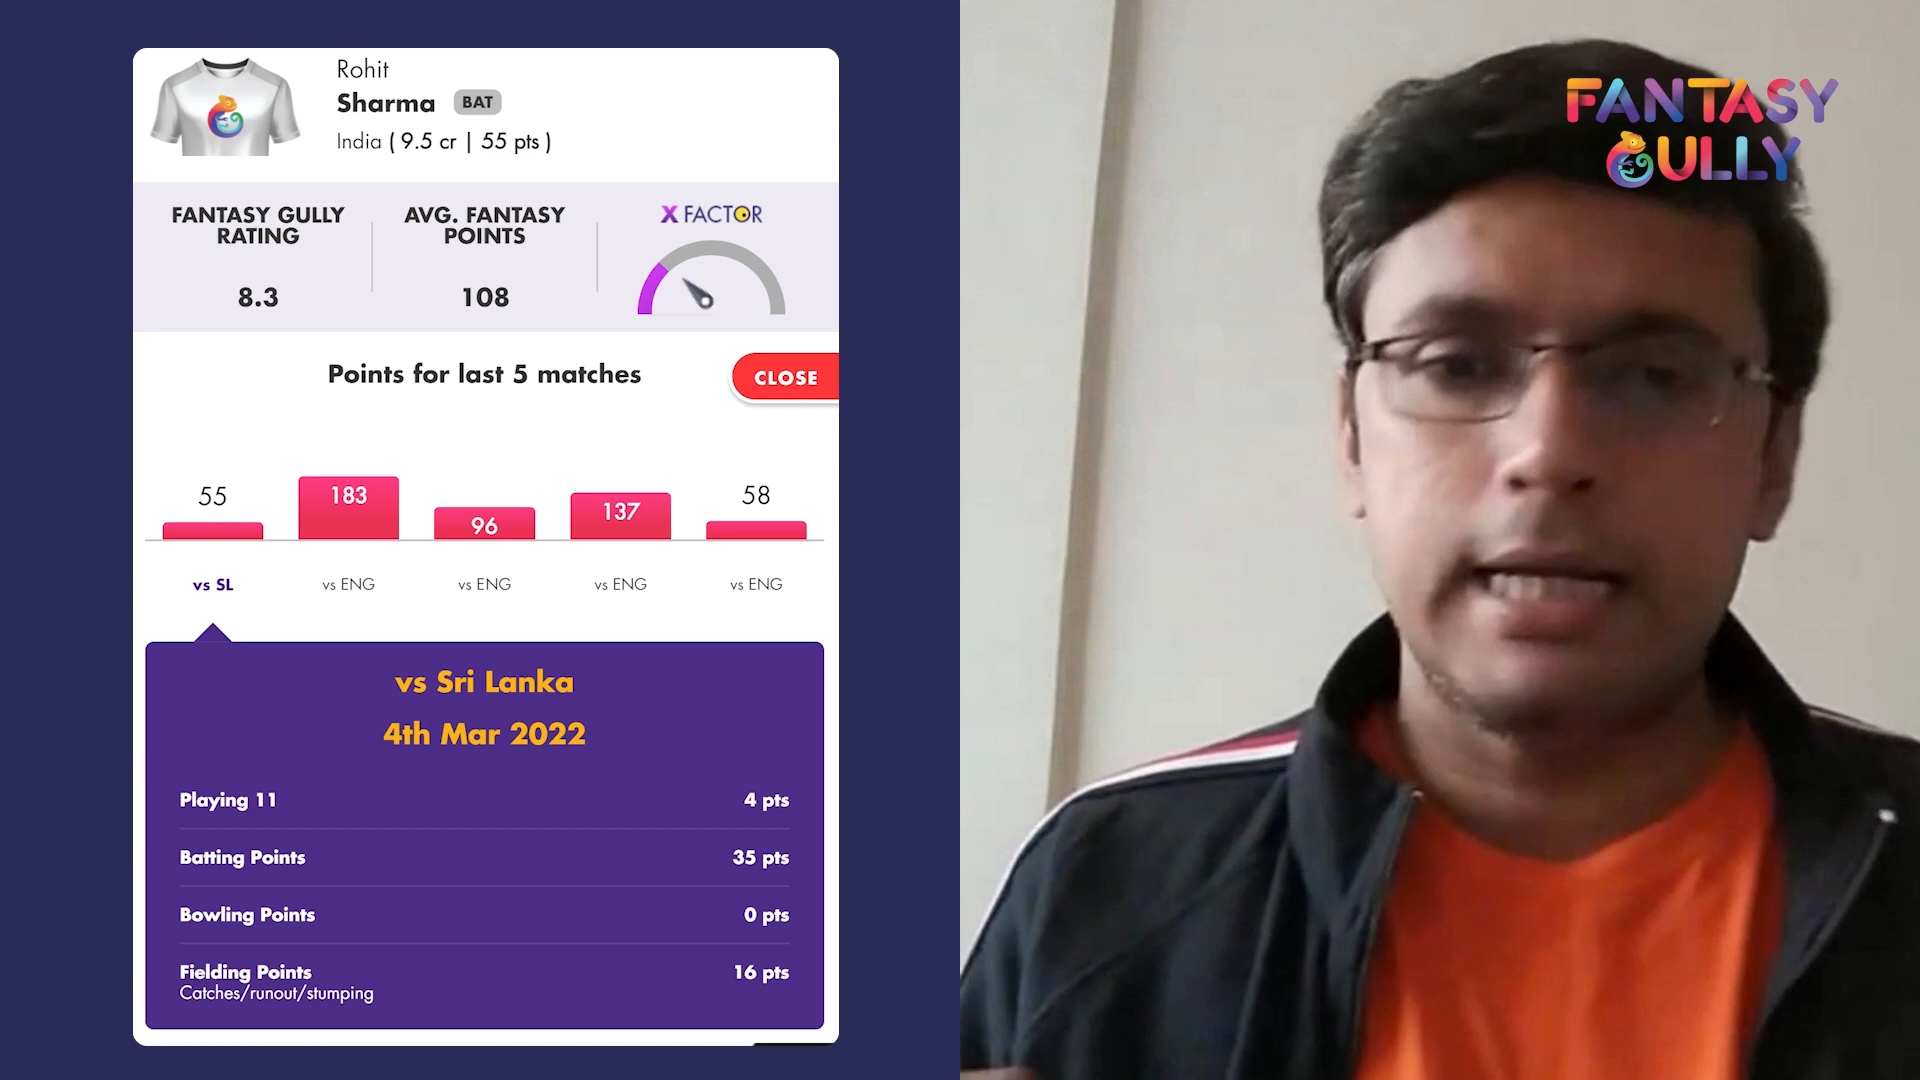 Rohit
Sharma BAT
India ( 9.5 cr | 55 pts )
FANTASY GULLY
RATING
8.3
AVG. FANTASY
POINTS
108
X FACTOR
Points for last 5 matches
CLOSE
55 183 96 137 58
vs SL vs ENG vs ENG vs ENG vs ENG
vs Sri Lanka
4th Mar 2022
Playing 11 4 pts
Batting Points 35 pts
Bowling Points 0 pts
Fielding Points 16 pts
Catches/runout/stumping
FANTASY
GULLY